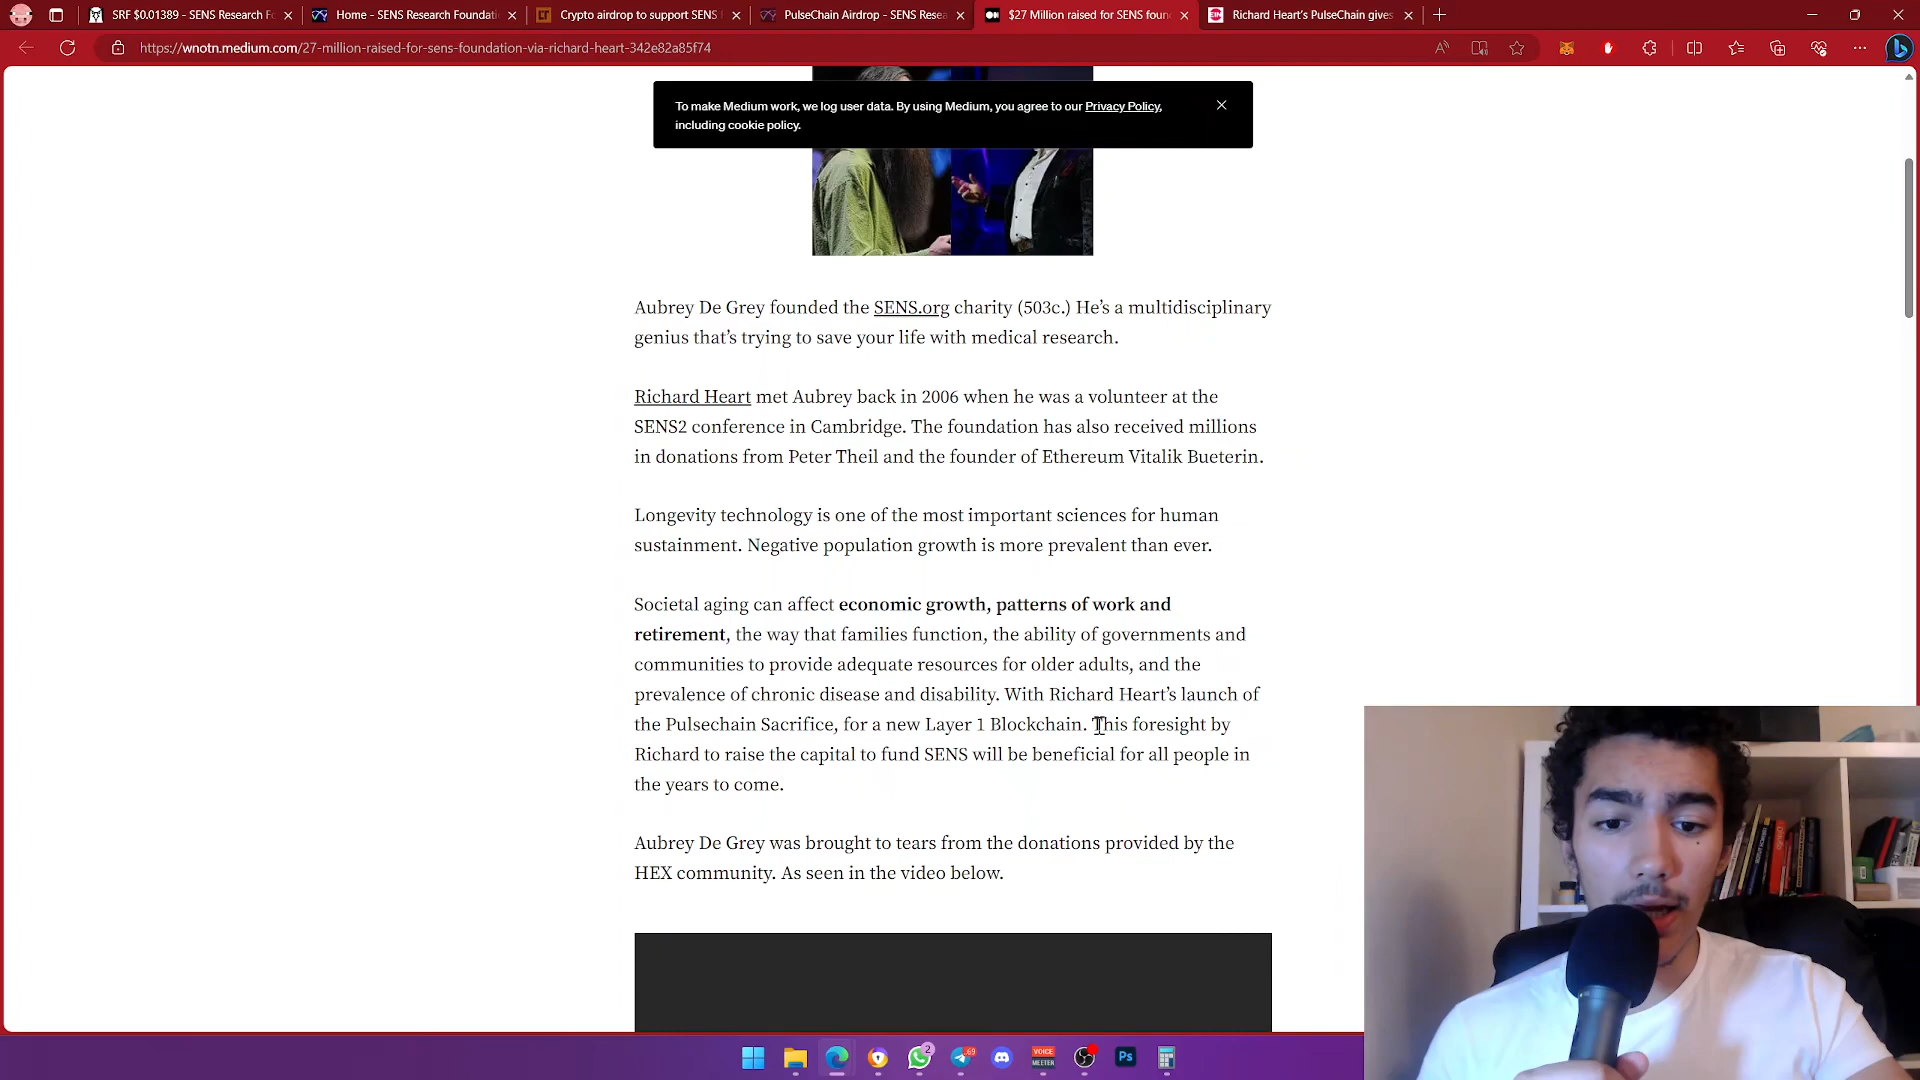 SRF $0.01389 - SENS Research Fo
Home - SENS Research Foundati
Crypto airdrop to support SENS
PulseChain Airdrop - SENS Resea
$27 Million raised for SENS foun
Richard Heart's PulseChain gives
https://wnotn.medium.com/27-million-raised-for-sens-foundation-via-richard-heart-342e82a85f74
To make Medium work, we log user data. By using Medium, you agree to our Privacy Policy,
including cookie policy.
Aubrey De Grey founded the SENS.org charity (503c.) He's a multidisciplinary
genius that's trying to save your life with medical research.
Richard Heart met Aubrey back in 2006 when he was a volunteer at the
SENS2 conference in Cambridge. The foundation has also received millions
in donations from Peter Theil and the founder of Ethereum Vitalik Bueterin.
Longevity technology is one of the most important sciences for human
sustainment. Negative population growth is more prevalent than ever.
Societal aging can affect economic growth, patterns of work and
retirement, the way that families function, the ability of governments and
communities to provide adequate resources for older adults, and the
prevalence of chronic disease and disability. With Richard Heart's launch of
the Pulsechain Sacrifice, for a new Layer 1 Blockchain. This foresight by
Richard to raise the capital to fund SENS will be beneficial for all people in
the years to come.
Aubrey De Grey was brought to tears from the donations provided by the
HEX community. As seen in the video below.
2
69
VOICE
MEETER
Ps